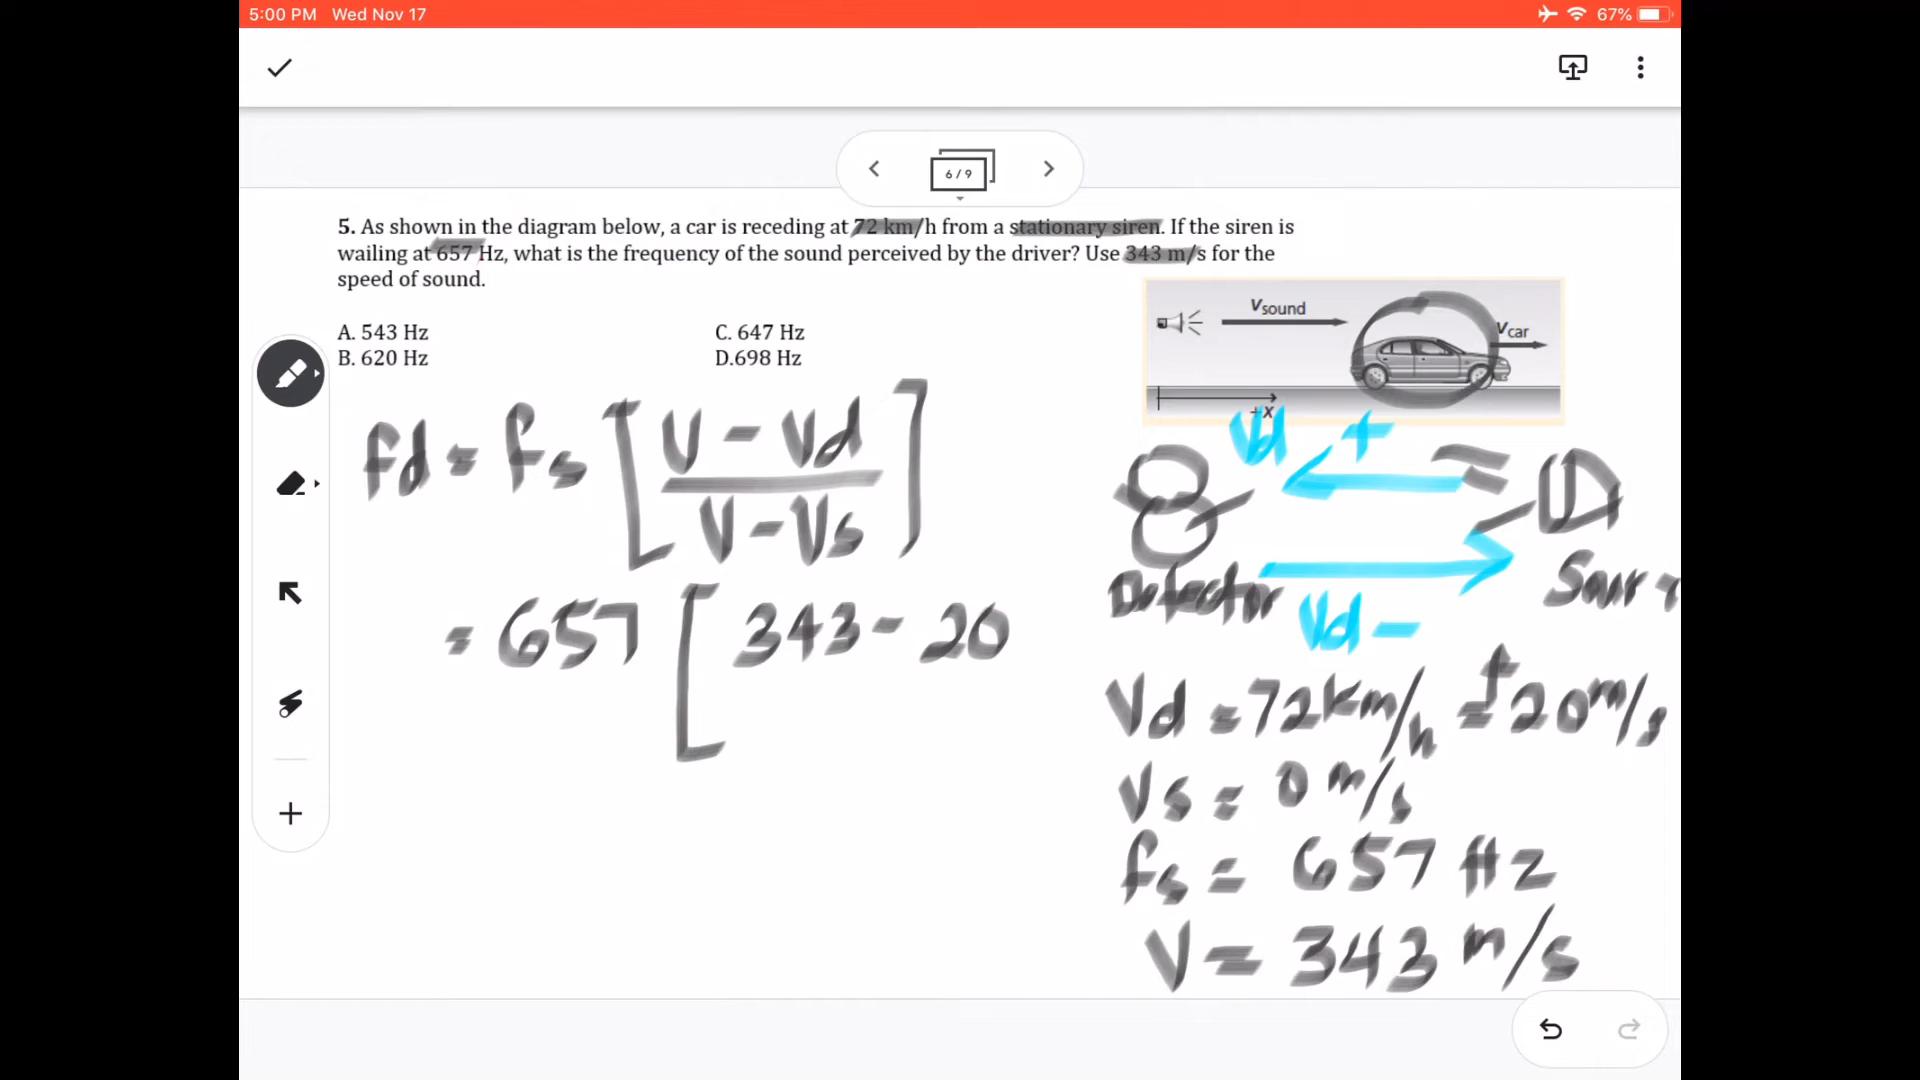 5:00 PM Wed Nov 17
67%
6 / 9
5. As shown in the diagram below, a car is receding at 72 km/h from a stationary siren. If the siren is
wailing at 657 Hz, what is the frequency of the sound perceived by the driver? Use 343 m/s for the
speed of sound.
A. 543 Hz
B. 620 Hz
C. 647 Hz
D.698 Hz
vsound
vcar
+x
fd = fs [ V - Vd / V - Vs ]
= 657 [ 343 - 20
Vd +
Detector
Vd -
Vd = 72 km/h = +20 m/s
Vs = 0 m/s
fs = 657 Hz
V = 343 m/s